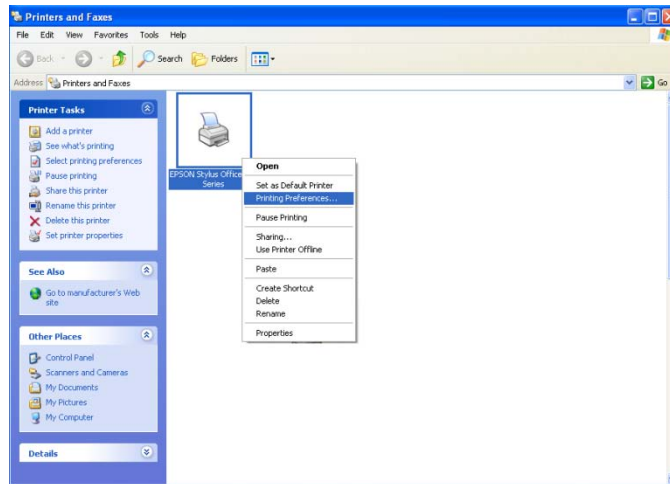 Printers and Faxes
File Edit View Favorites Tools Help
Back Search Folders
Address Printers and Faxes Go
Printer Tasks
Add a printer
See what's printing
Select printing preferences
Pause printing
Share this printer
Rename this printer
Delete this printer
Set printer properties
See Also
Go to manufacturer's Web
site
Other Places
Control Panel
Scanners and Cameras
My Documents
My Pictures
My Computer
Details
EPSON Stylus Office
Series
Open
Set as Default Printer
Printing Preferences...
Pause Printing
Sharing...
Use Printer Offline
Paste
Create Shortcut
Delete
Rename
Properties